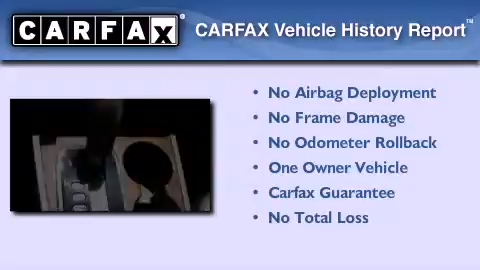 CARFAX® CARFAX Vehicle History Report™
• No Airbag Deployment
• No Frame Damage
• No Odometer Rollback
• One Owner Vehicle
• Carfax Guarantee
• No Total Loss